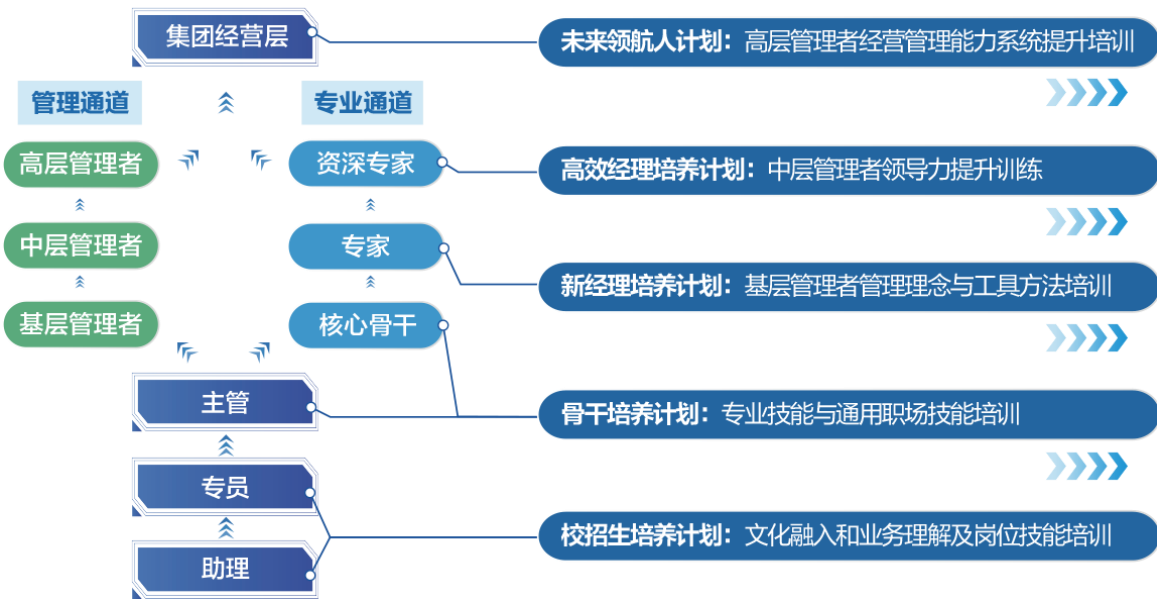 集团经营层
未来领航人计划：高层管理者经营管理能力系统提升培训
管理通道
专业通道
高层管理者
资深专家
高效经理培养计划：中层管理者领导力提升训练
中层管理者
专家
新经理培养计划：基层管理者管理理念与工具方法培训
基层管理者
核心骨干
主管
骨干培养计划：专业技能与通用职场技能培训
专员
校招生培养计划：文化融入和业务理解及岗位技能培训
助理